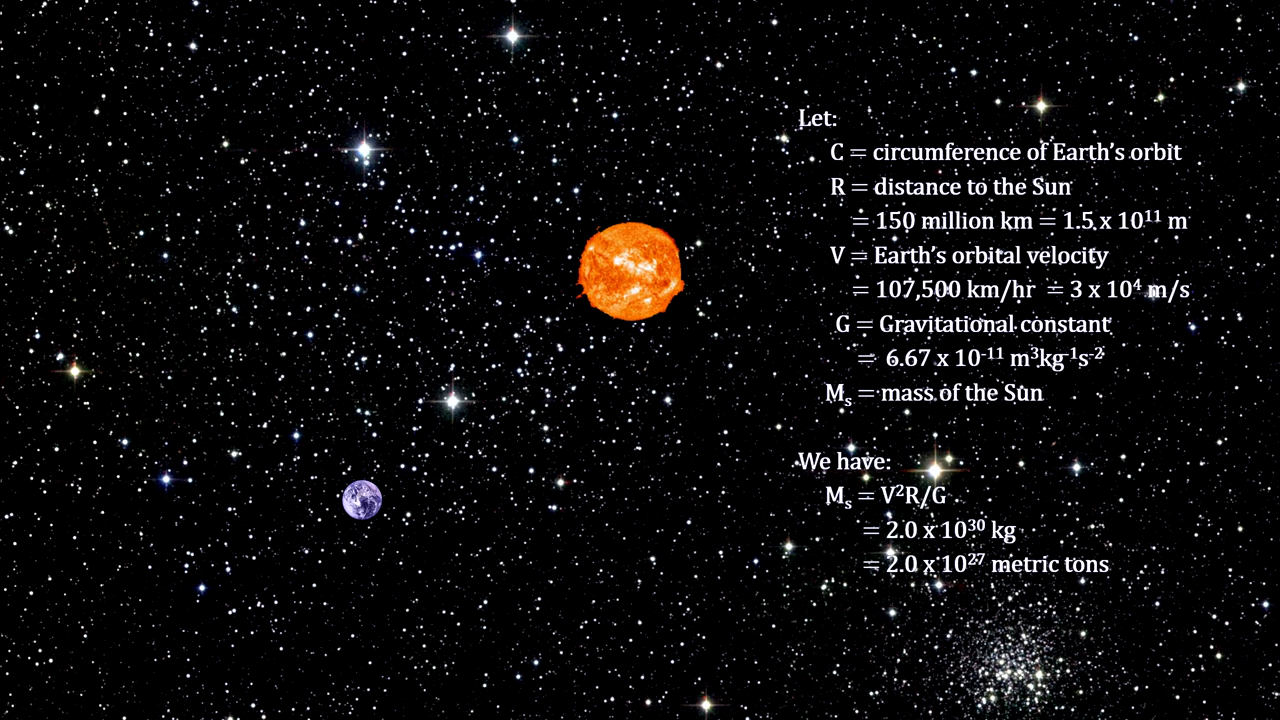 Let:
C = circumference of Earth’s orbit
R = distance to the Sun
= 150 million km = 1.5 x 10¹¹ m
V = Earth’s orbital velocity
= 107,500 km/hr = 3 x 10⁴ m/s
G = Gravitational constant
= 6.67 x 10⁻¹¹ m³kg⁻¹s⁻²
Mₛ = mass of the Sun
We have:
Mₛ = V²R/G
= 2.0 x 10³⁰ kg
= 2.0 x 10²⁷ metric tons